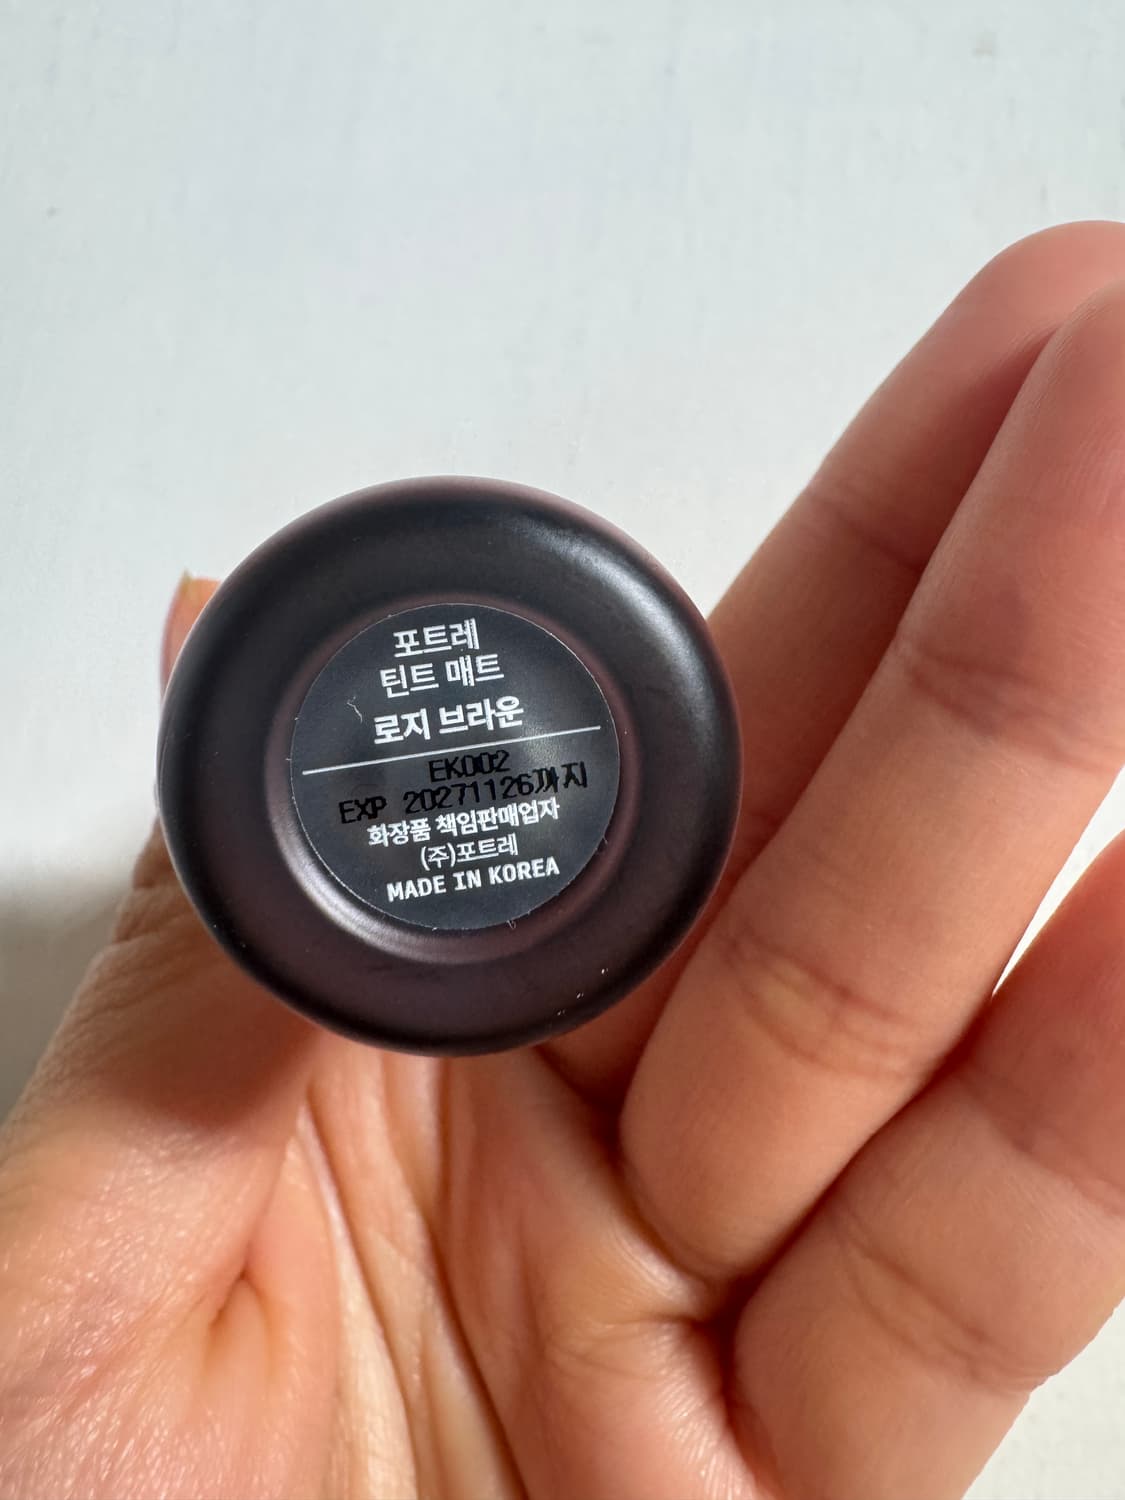 포트레
틴트 매트
로지 브라운
EK002
EXP 20271126까지
화장품 책임판매업자
(주)포트레
MADE IN KOREA